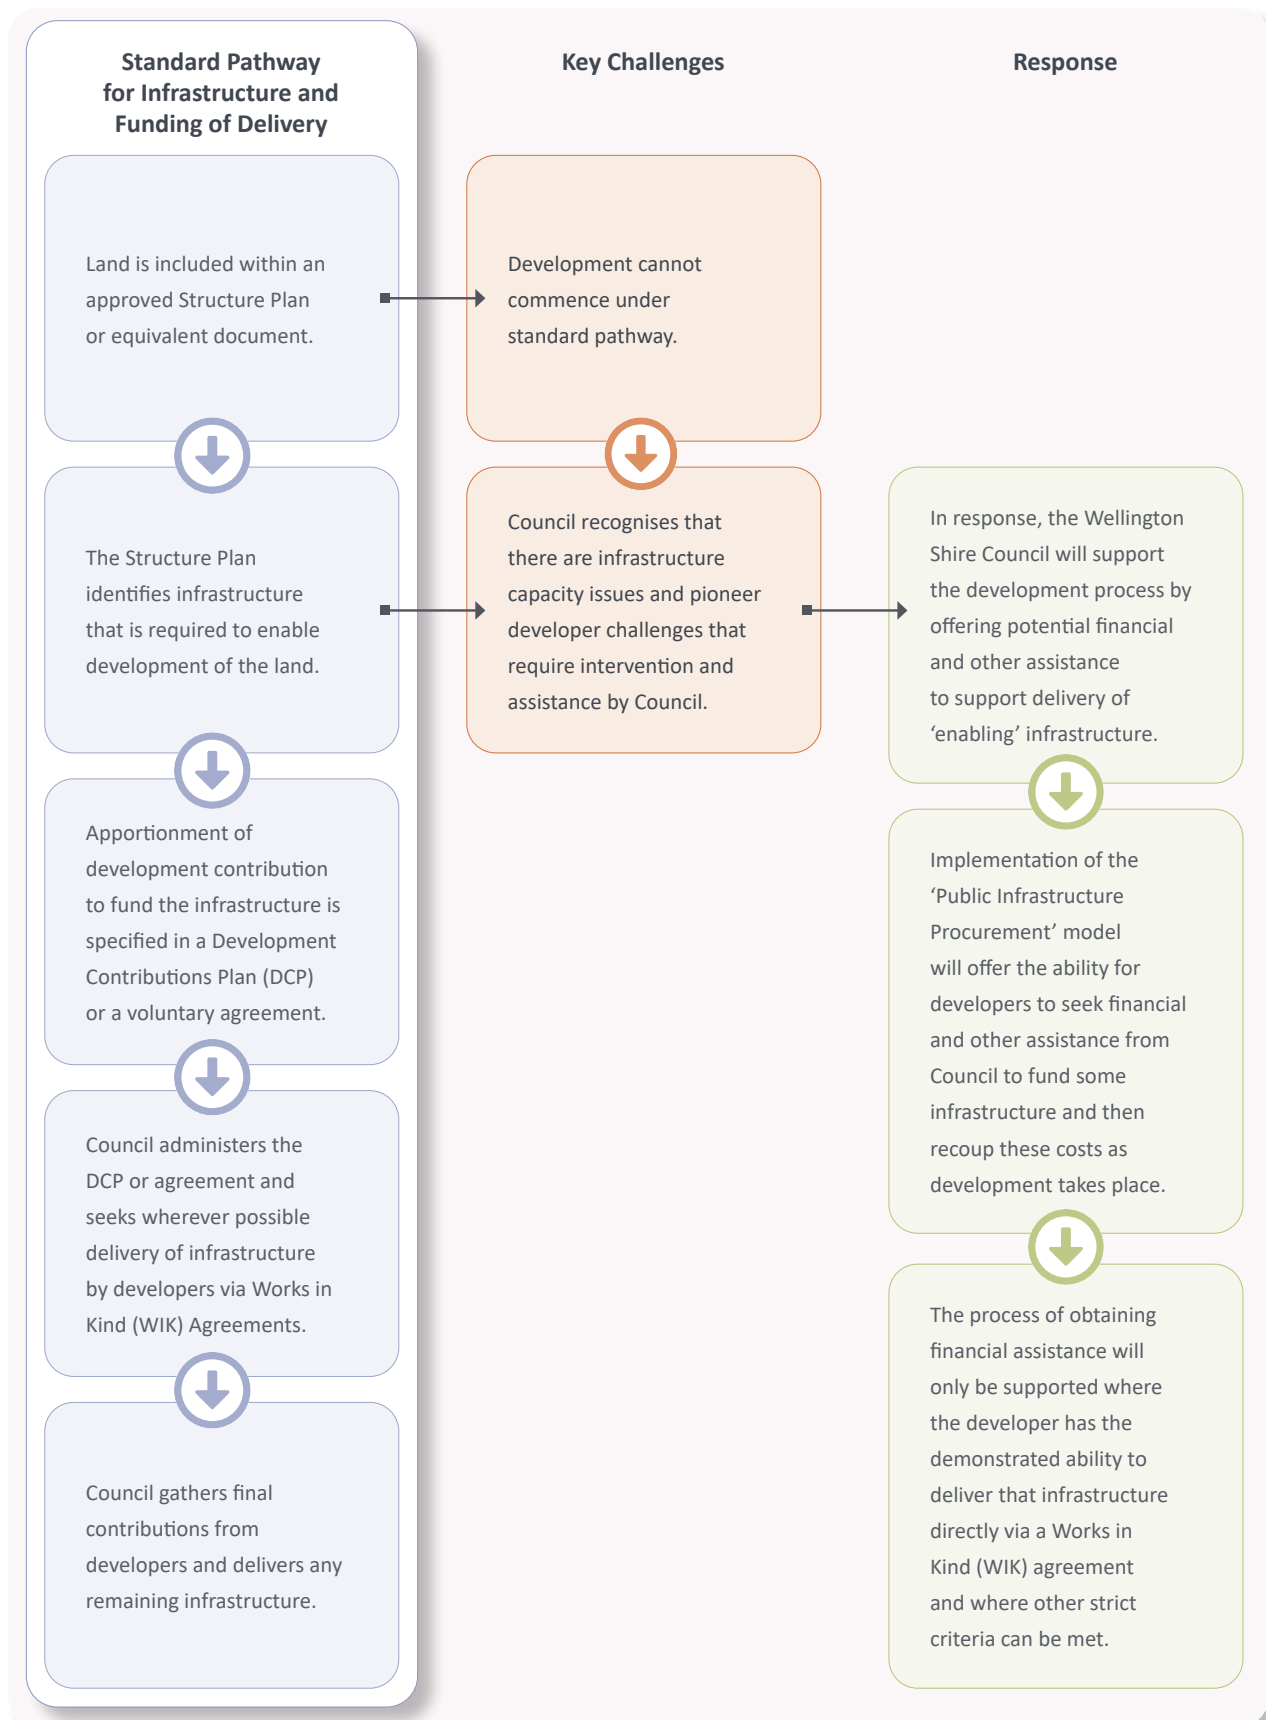 Standard Pathway
for Infrastructure and
Funding of Delivery
Land is included within an
approved Structure Plan
or equivalent document.
The Structure Plan
identifies infrastructure
that is required to enable
development of the land.
Apportionment of
development contribution
to fund the infrastructure is
specified in a Development
Contributions Plan (DCP)
or a voluntary agreement.
Council administers the
DCP or agreement and
seeks wherever possible
delivery of infrastructure
by developers via Works in
Kind (WIK) Agreements.
Council gathers final
contributions from
developers and delivers any
remaining infrastructure.
Key Challenges
Development cannot
commence under
standard pathway.
Council recognises that
there are infrastructure
capacity issues and pioneer
developer challenges that
require intervention and
assistance by Council.
Response
In response, the Wellington
Shire Council will support
the development process by
offering potential financial
and other assistance
to support delivery of
‘enabling’ infrastructure.
Implementation of the
‘Public Infrastructure
Procurement’ model
will offer the ability for
developers to seek financial
and other assistance from
Council to fund some
infrastructure and then
recoup these costs as
development takes place.
The process of obtaining
financial assistance will
only be supported where
the developer has the
demonstrated ability to
deliver that infrastructure
directly via a Works in
Kind (WIK) agreement
and where other strict
criteria can be met.